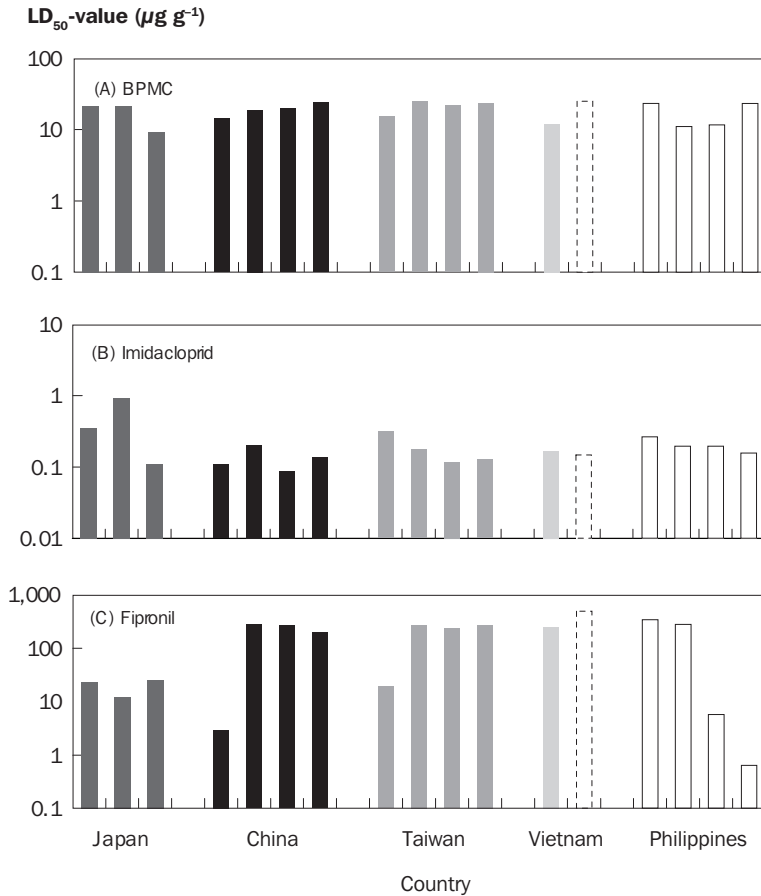 LD₅₀-value (µg g⁻¹)
100
(A) BPMC
10
1
0.1
10
(B) Imidacloprid
1
0.1
0.01
1,000
(C) Fipronil
100
10
1
0.1
Japan China Taiwan Vietnam Philippines
Country